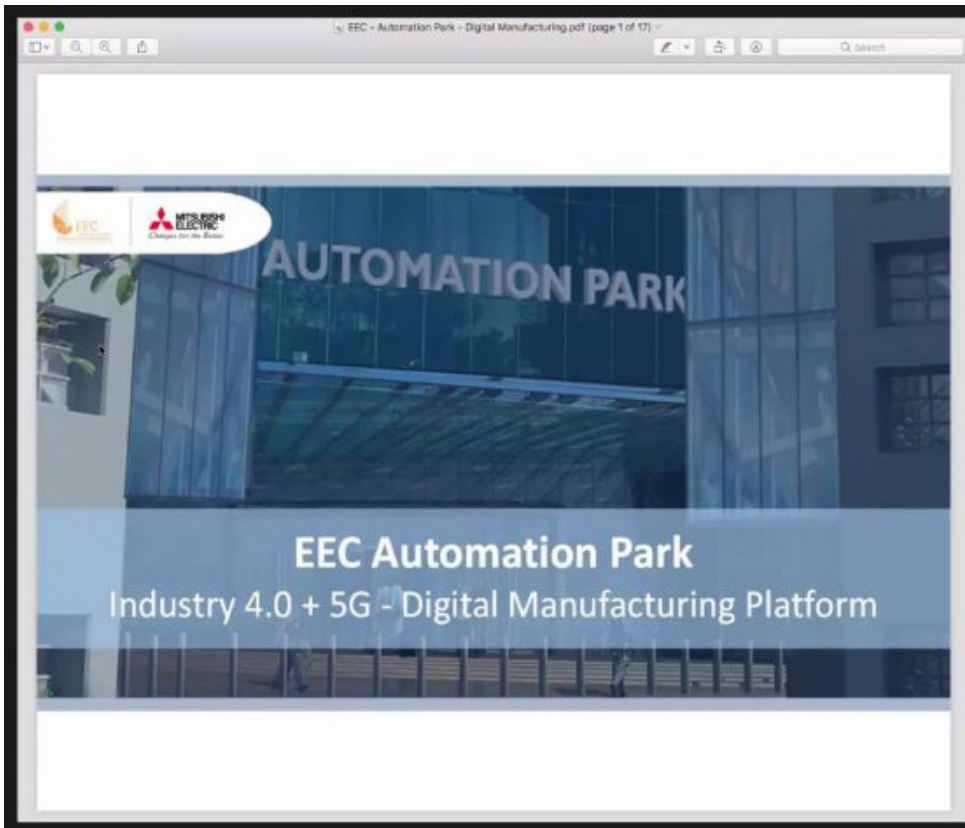 EEC - Automation Park - Digital Manufacturing.pdf (page 1 of 17)
Search
EEC
MITSUBISHI
ELECTRIC
Changes for the Better
AUTOMATION PARK
EEC Automation Park
Industry 4.0 + 5G - Digital Manufacturing Platform